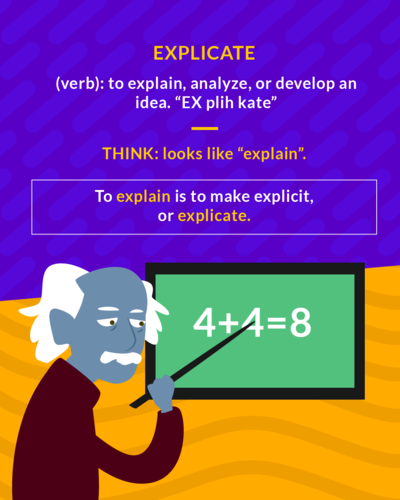 EXPLICATE
(verb): to explain, analyze, or develop an
idea. “EX plih kate”
THINK: looks like “explain”.
To explain is to make explicit,
or explicate.
4+4=8